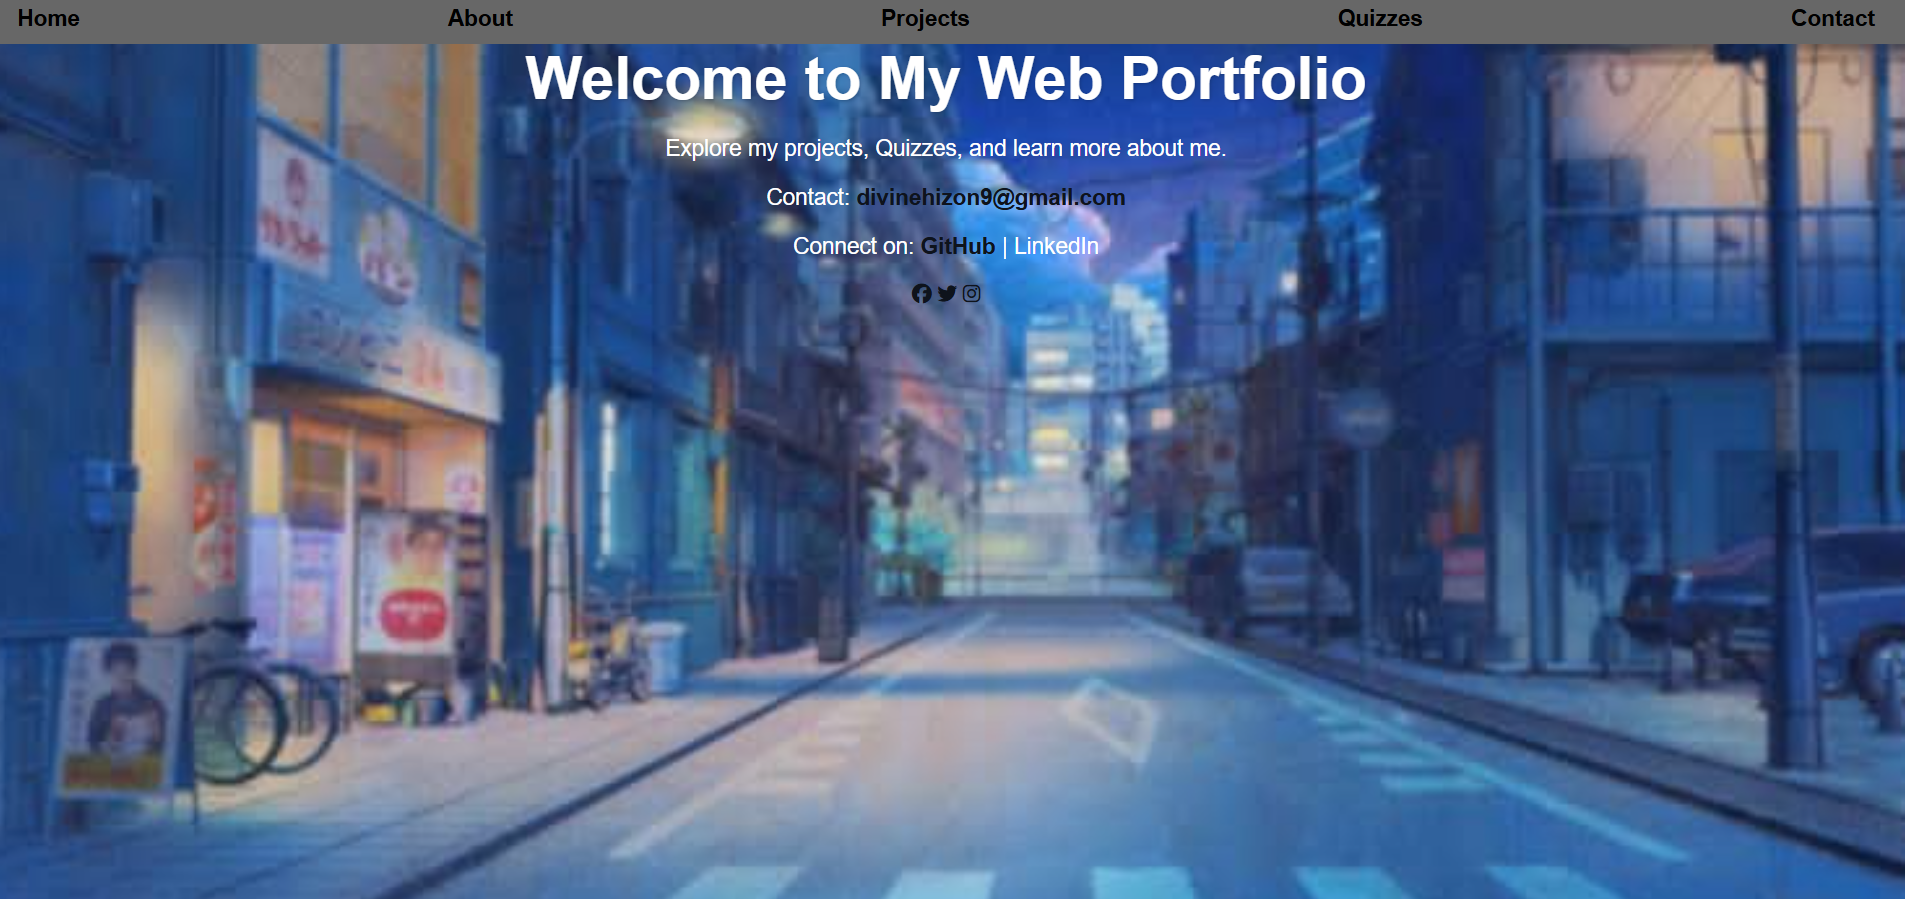 Home About Projects Quizzes Contact
Welcome to My Web Portfolio
Explore my projects, Quizzes, and learn more about me.
Contact: divinehizon9@gmail.com
Connect on: GitHub | LinkedIn